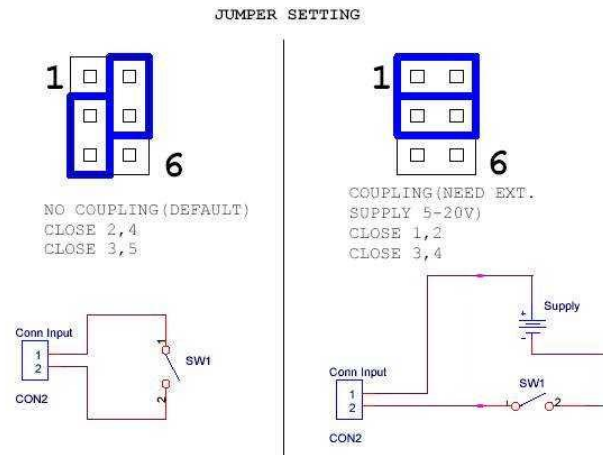 JUMPER SETTING
1
6
NO COUPLING(DEFAULT)
CLOSE 2,4
CLOSE 3,5
Conn Input
1
2
CON2
1
SW1
2
1
6
COUPLING(NEED EXT.
SUPPLY 5-20V)
CLOSE 1,2
CLOSE 3,4
+
Supply
-
Conn Input
1
2
CON2
SW1
1
2